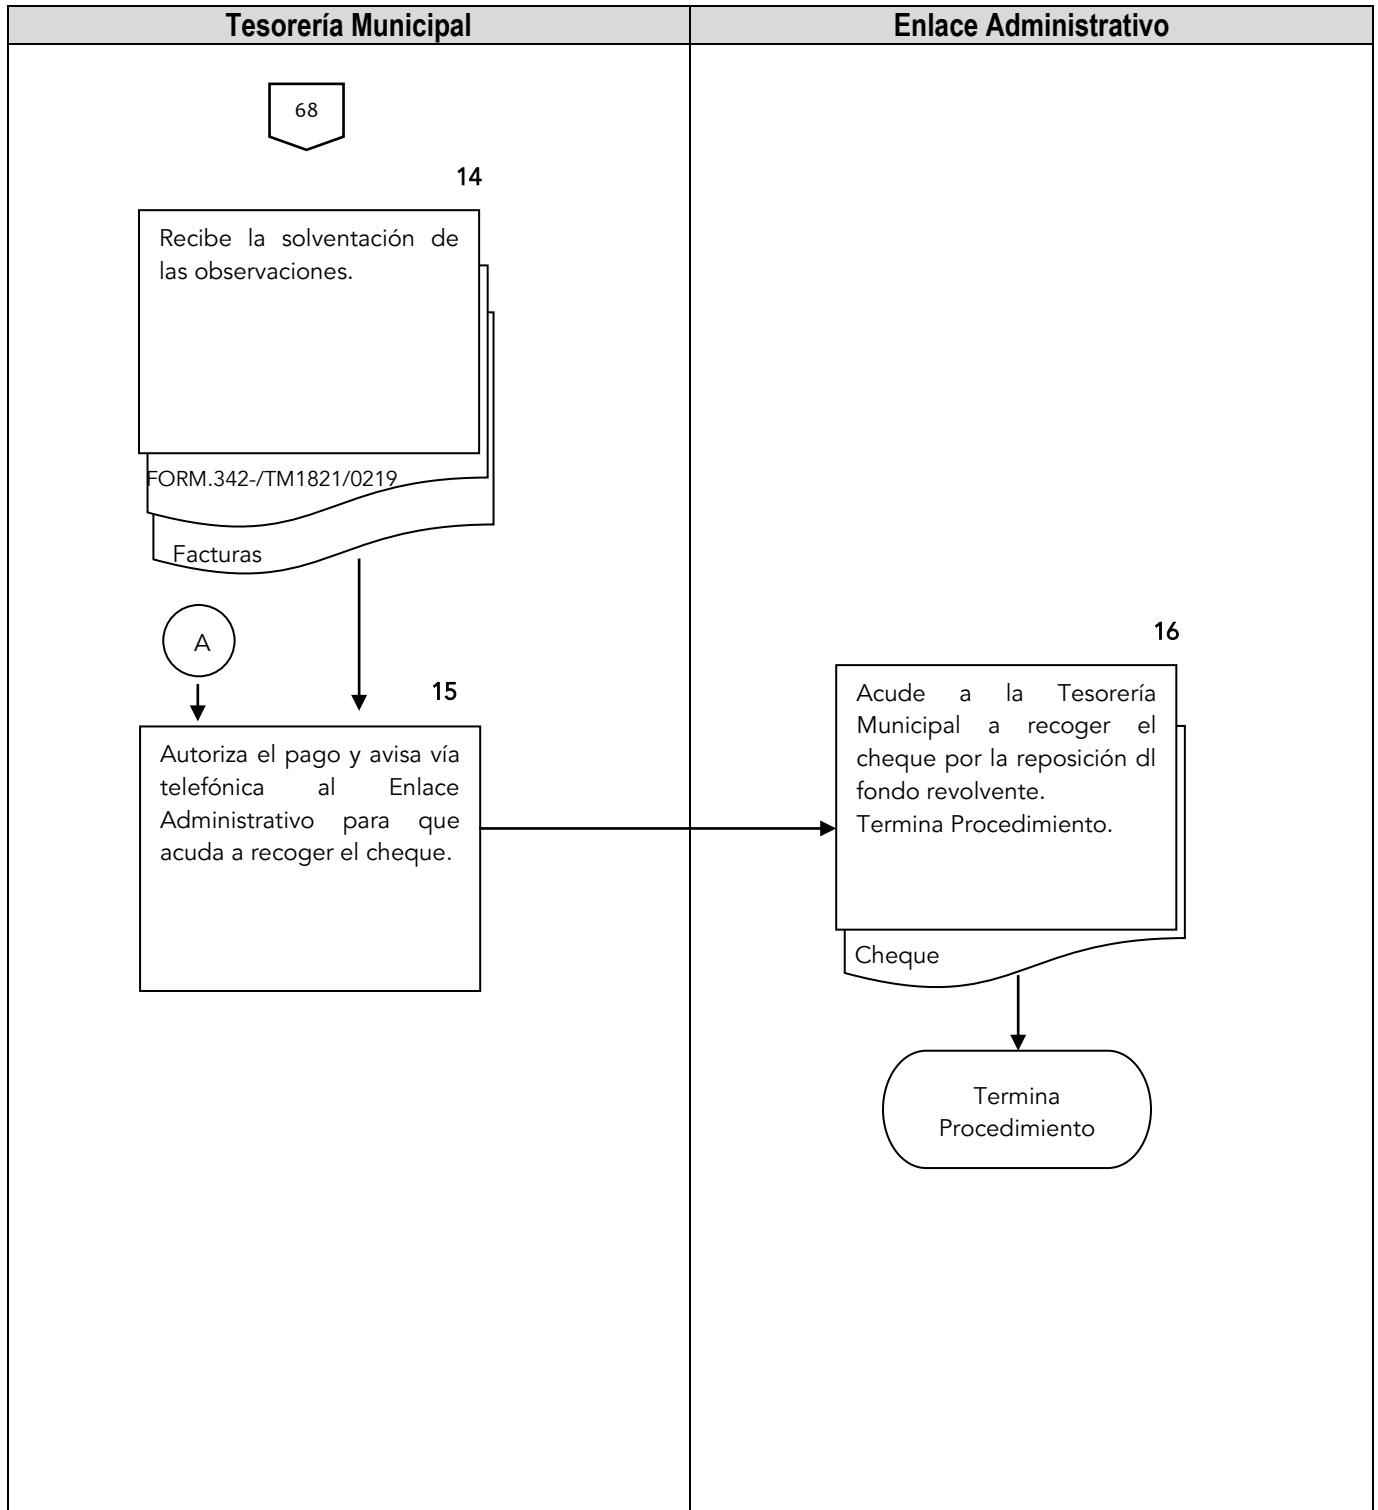 Tesorería Municipal
Enlace Administrativo
68
14
Recibe la solventación de
las observaciones.
FORM.342-/TM1821/0219
Facturas
A
15
Autoriza el pago y avisa vía
telefónica al Enlace
Administrativo para que
acuda a recoger el cheque.
16
Acude a la Tesorería
Municipal a recoger el
cheque por la reposición dl
fondo revolvente.
Termina Procedimiento.
Cheque
Termina
Procedimiento